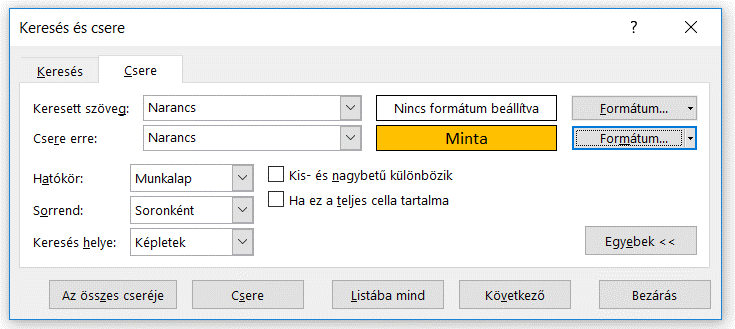 Keresés és csere ?
Keresés Csere
Keresett szöveg: Narancs Nincs formátum beállítva Formátum...
Csere erre: Narancs Minta Formátum...
Hatókör: Munkalap Kis- és nagybetű különbözik
Sorrend: Soronként Ha ez a teljes cella tartalma
Keresés helye: Képletek Egyebek <<
Az összes cseréje Csere Listába mind Következő Bezárás